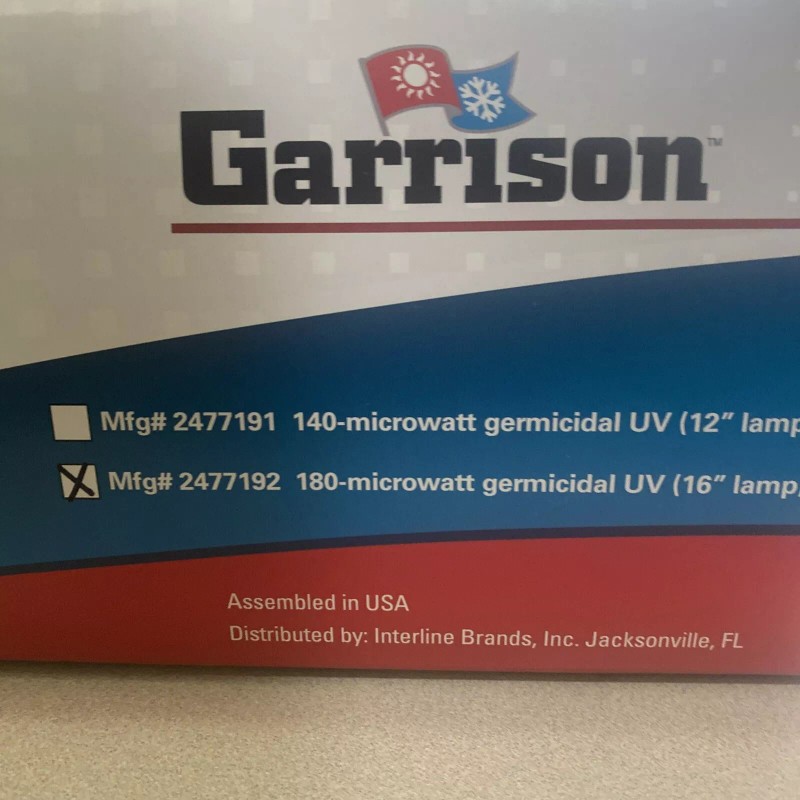 Garrison™
Mfg# 2477191 140-microwatt germicidal UV (12" lamp
Mfg# 2477192 180-microwatt germicidal UV (16" lamp,
Assembled in USA
Distributed by: Interline Brands, Inc. Jacksonville, FL